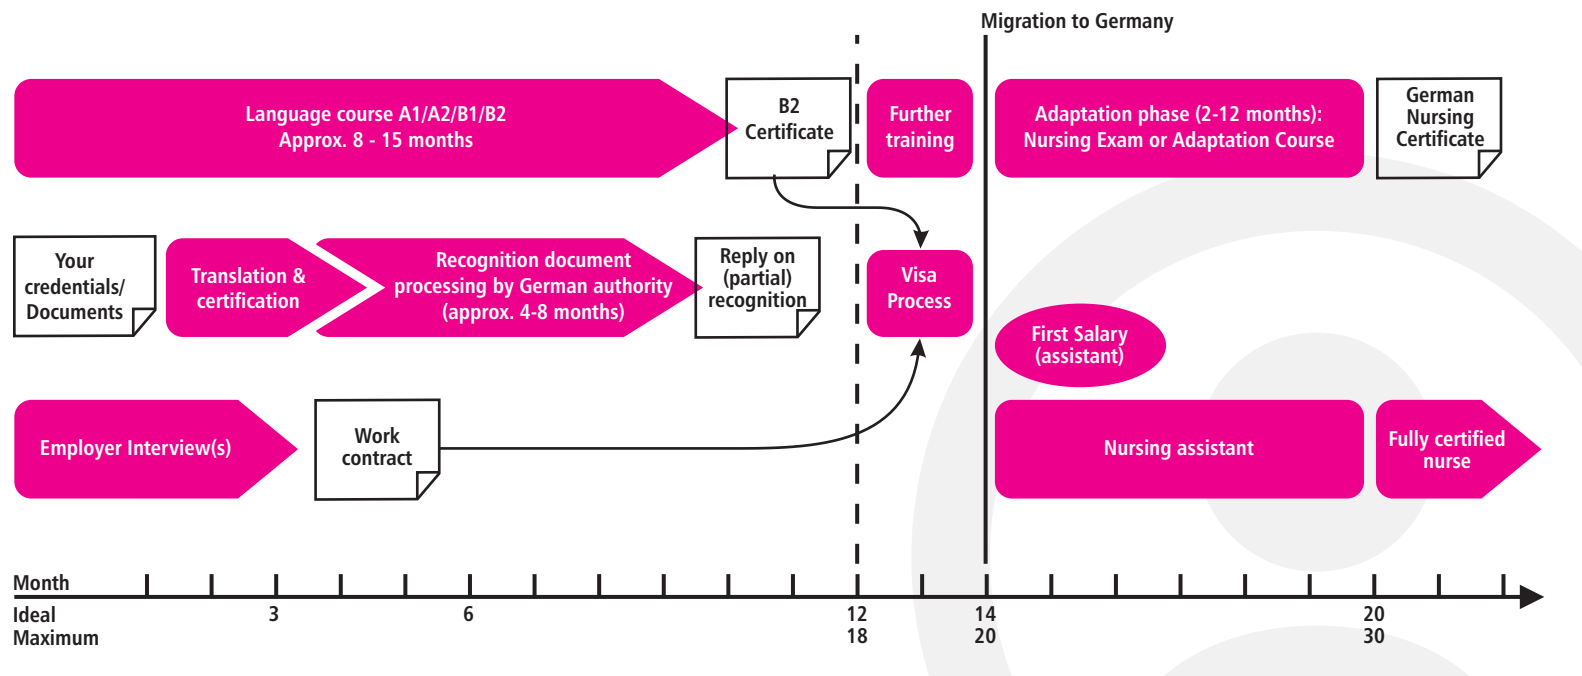 Migration to Germany
Language course A1/A2/B1/B2
Approx. 8 - 15 months
B2
Certificate
Further
training
Adaptation phase (2-12 months):
Nursing Exam or Adaptation Course
German
Nursing
Certificate
Your
credentials/
Documents
Translation &
certification
Recognition document
processing by German authority
(approx. 4-8 months)
Reply on
(partial)
recognition
Visa
Process
First Salary
(assistant)
Employer Interview(s)
Work
contract
Nursing assistant
Fully certified
nurse
Month
Ideal 3 6 12 14 20
Maximum 18 20 30